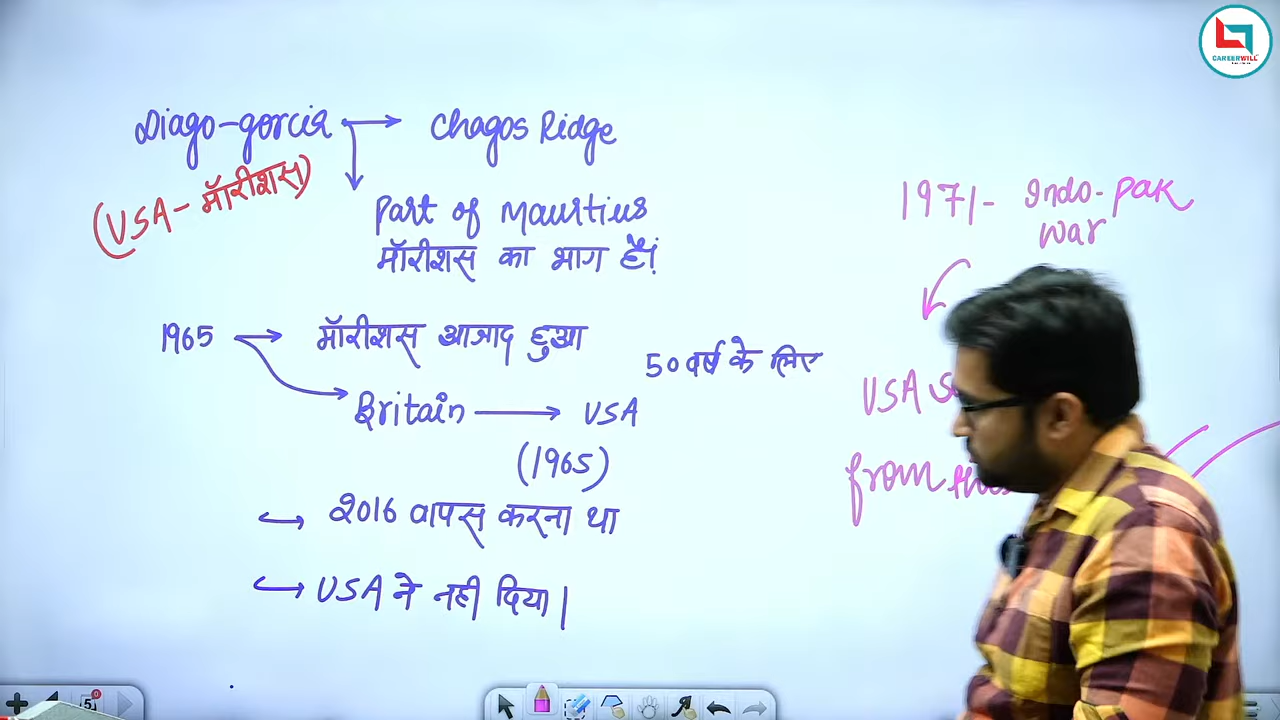 Diago-garcia → Chagos Ridge
(USA-मॉरीशस)
Part of Mauritius
मॉरीशस का भाग है।
1965 → मॉरीशस आजाद हुआ
50 वर्ष के लिए
Britain → USA
(1965)
2016 वापस करना था
USA ने नही दिया।
1971- Indo-pak
war
USA
from
CAREERWILL
5